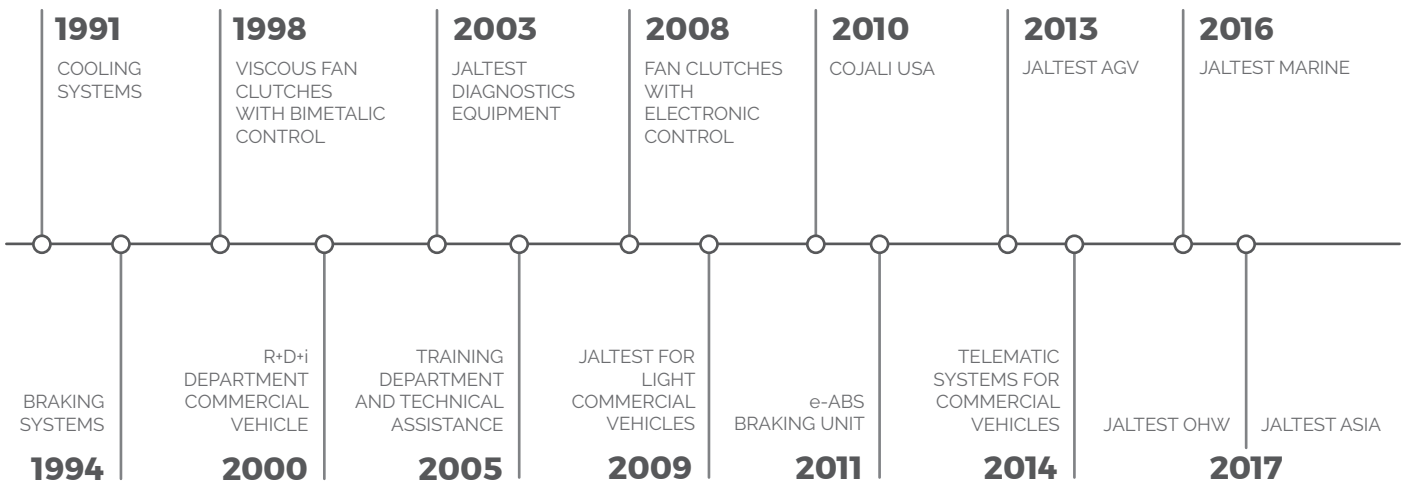 1991
COOLING
SYSTEMS
1998
VISCOUS FAN
CLUTCHES
WITH BIMETALIC
CONTROL
2003
JALTEST
DIAGNOSTICS
EQUIPMENT
2008
FAN CLUTCHES
WITH
ELECTRONIC
CONTROL
2010
COJALI USA
2013
JALTEST AGV
2016
JALTEST MARINE
BRAKING
SYSTEMS
1994
R+D+i
DEPARTMENT
COMMERCIAL
VEHICLE
2000
TRAINING
DEPARTMENT
AND TECHNICAL
ASSISTANCE
2005
JALTEST FOR
LIGHT
COMMERCIAL
VEHICLES
2009
e-ABS
BRAKING UNIT
2011
TELEMATIC
SYSTEMS FOR
COMMERCIAL
VEHICLES
2014
JALTEST OHW
JALTEST ASIA
2017